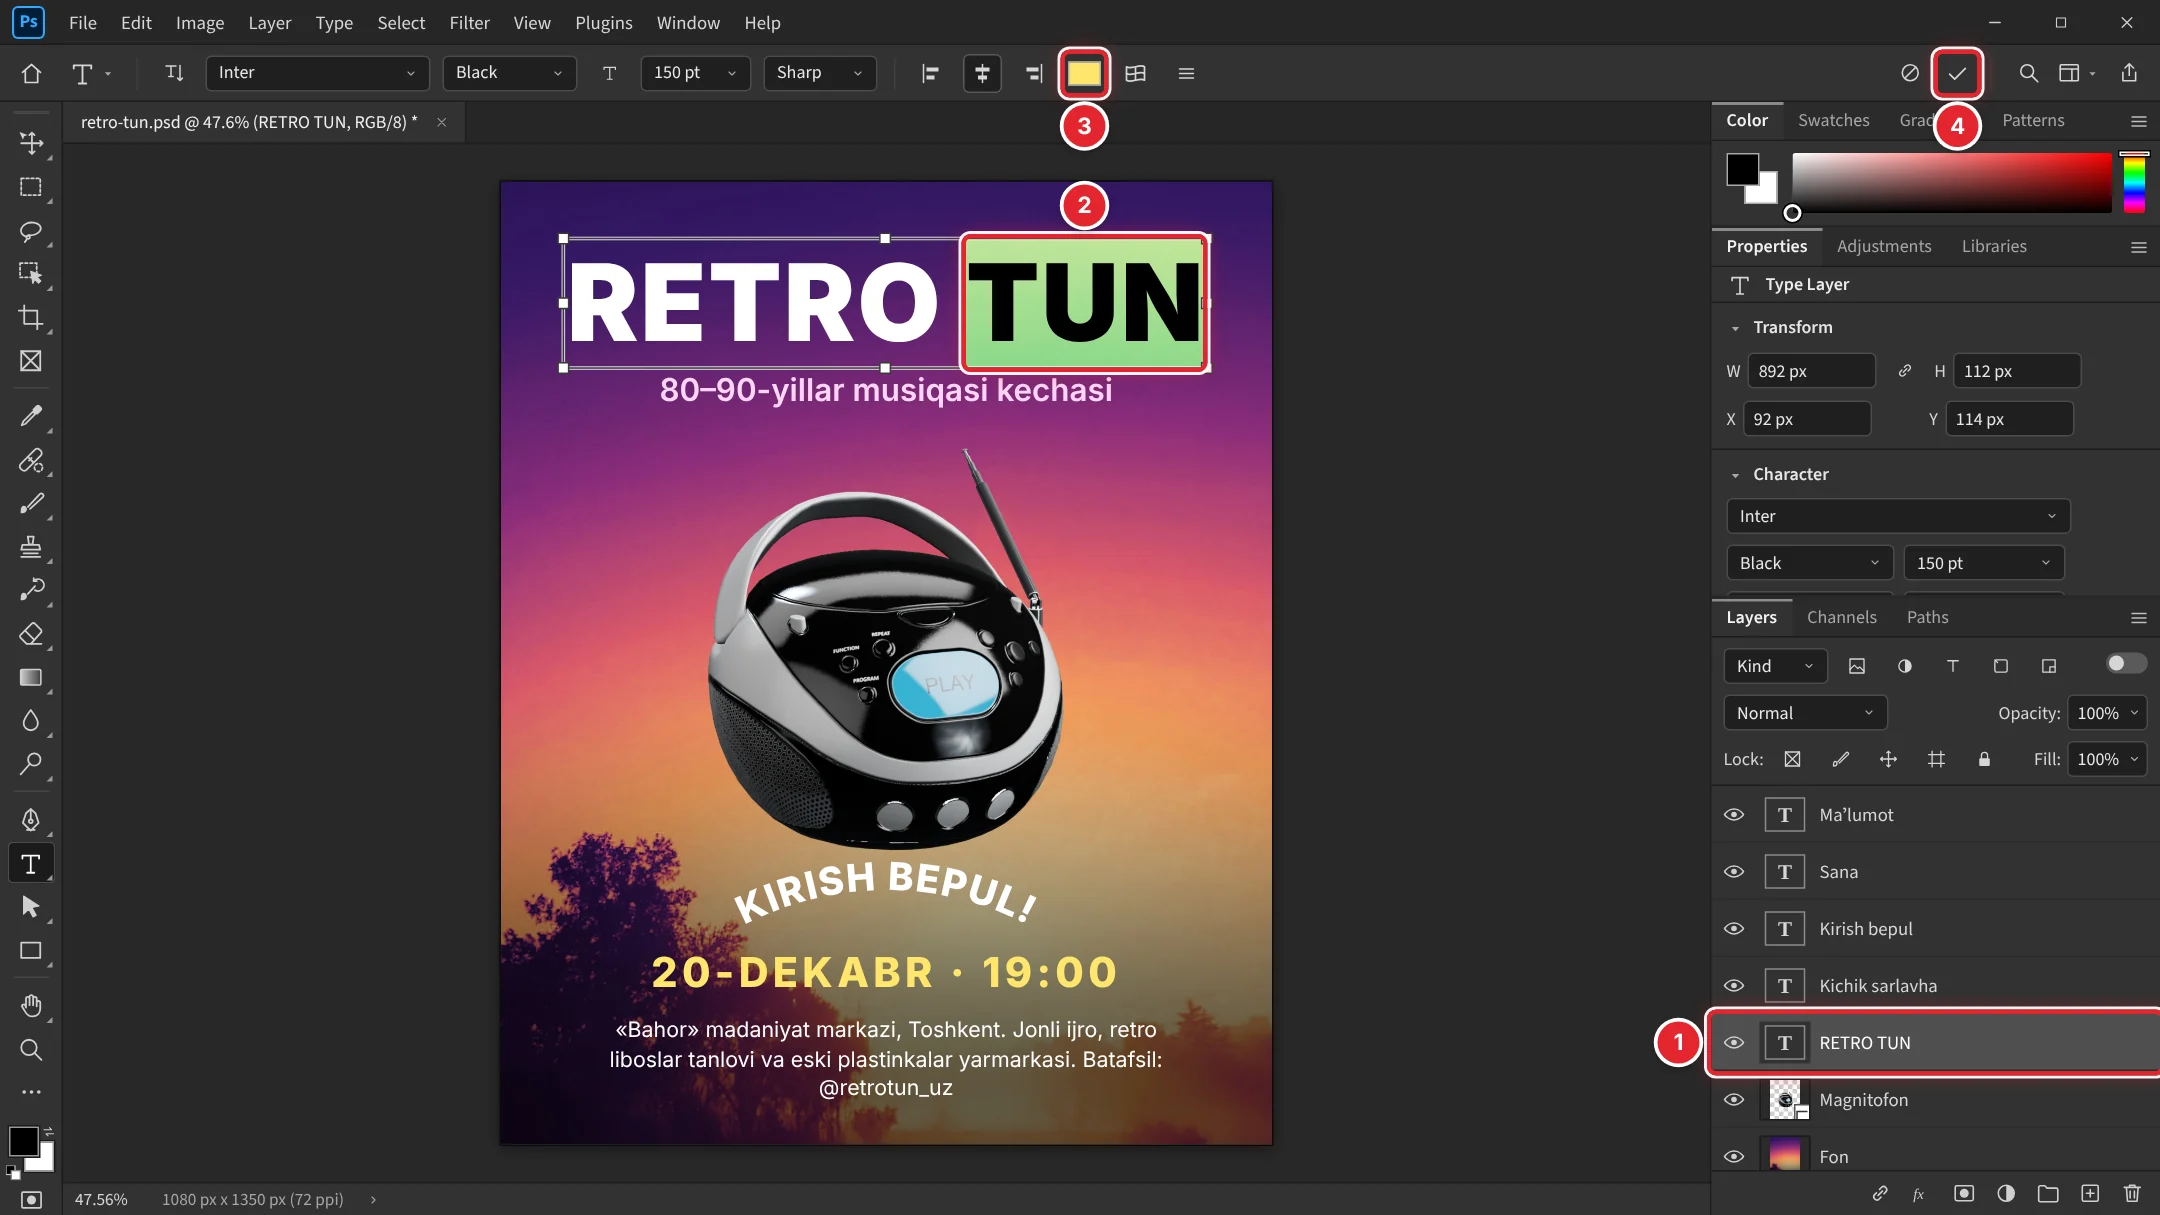 Ps File Edit Image Layer Type Select Filter View Plugins Window Help
Inter Black 150 pt Sharp
retro-tun.psd @ 47.6% (RETRO TUN, RGB/8) *
3
4
2
RETRO TUN
80–90-yillar musiqasi kechasi
REPEAT
FUNCTION
PROGRAM
PLAY
KIRISH BEPUL!
20-DEKABR · 19:00
«Bahor» madaniyat markazi, Toshkent. Jonli ijro, retro
liboslar tanlovi va eski plastinkalar yarmarkasi. Batafsil:
@retrotun_uz
47.56% 1080 px x 1350 px (72 ppi)
Color Swatches Grad Patterns
Properties Adjustments Libraries
Type Layer
Transform
W 892 px H 112 px
X 92 px Y 114 px
Character
Inter
Black 150 pt
Layers Channels Paths
Kind
Normal Opacity: 100%
Lock: Fill: 100%
T Ma’lumot
T Sana
T Kirish bepul
T Kichik sarlavha
1
T RETRO TUN
Magnitofon
Fon
fx